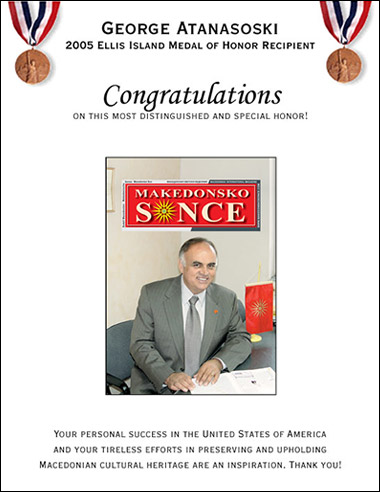 GEORGE ATANASOSKI
2005 ELLIS ISLAND MEDAL OF HONOR RECIPIENT
Congratulations
ON THIS MOST DISTINGUISHED AND SPECIAL HONOR!
MAKEDONSKO
SONCE
YOUR PERSONAL SUCCESS IN THE UNITED STATES OF AMERICA
AND YOUR TIRELESS EFFORTS IN PRESERVING AND UPHOLDING
MACEDONIAN CULTURAL HERITAGE ARE AN INSPIRATION. THANK YOU!